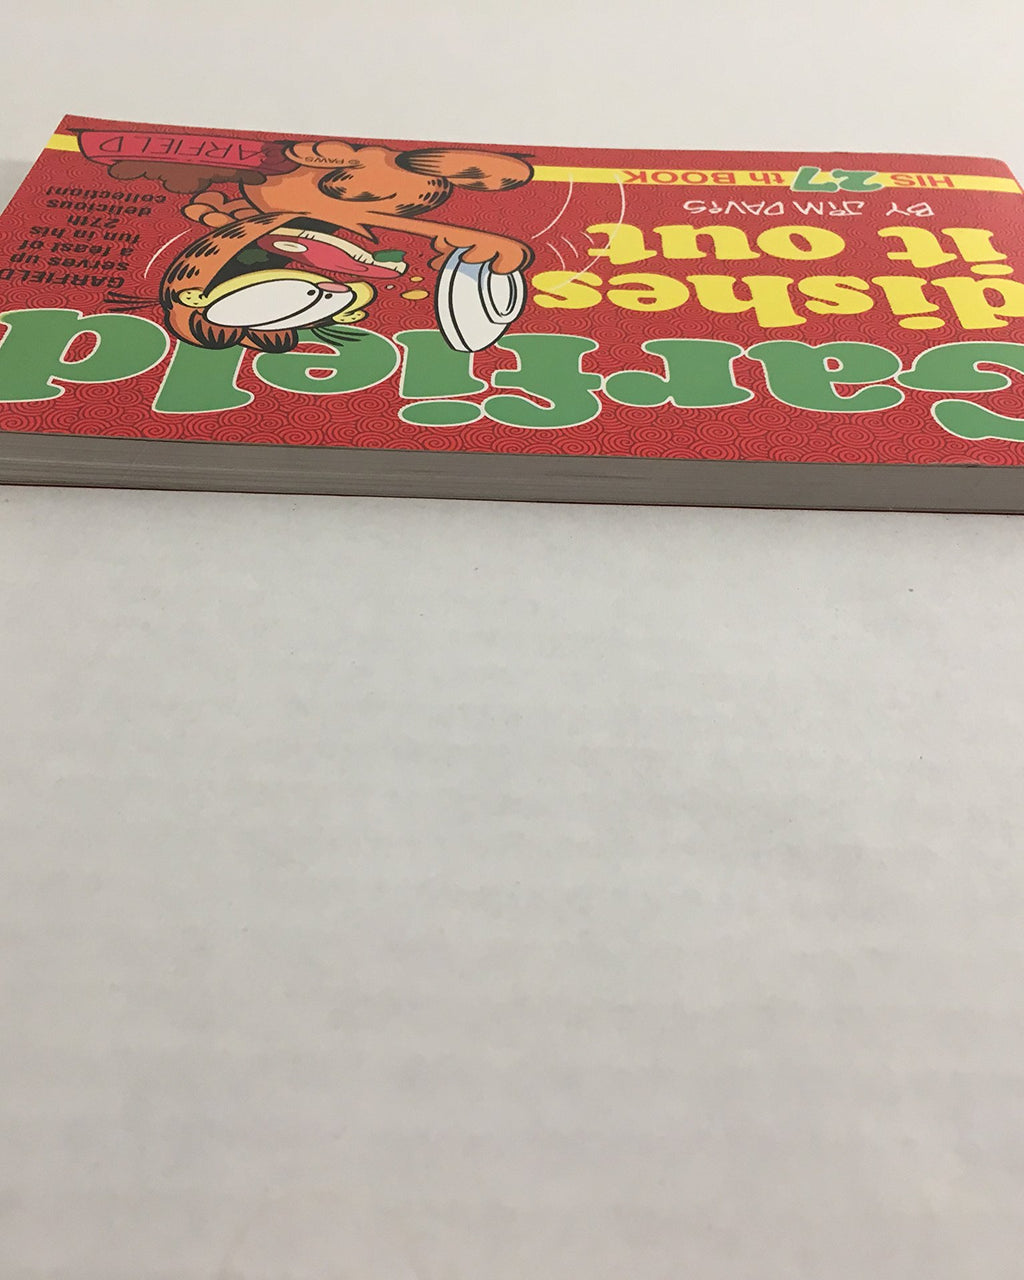 Garfield
dishes
it out
BY JIM DAVIS
HIS 27th BOOK
GARFIELD
serves up
a feast of
fun in his
27th
delicious
collection!
© PAWS
ARFIELD